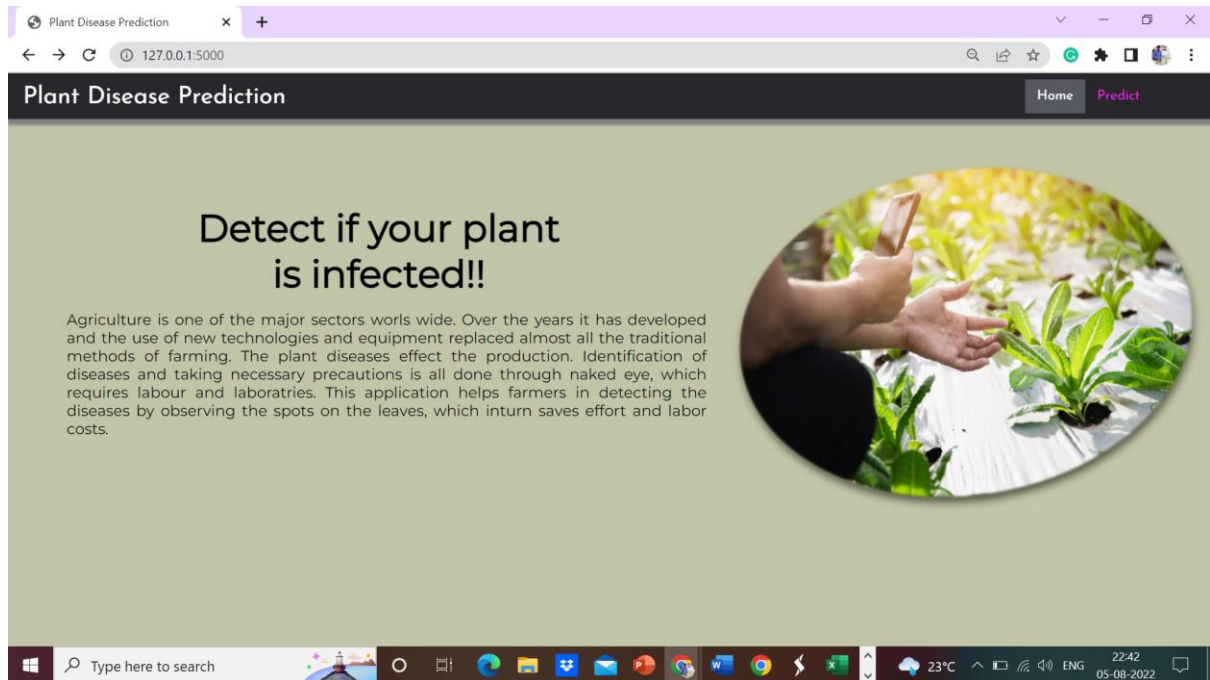 Plant Disease Prediction
127.0.0.1:5000
Plant Disease Prediction
Home
Predict
Detect if your plant
is infected!!
Agriculture is one of the major sectors worls wide. Over the years it has developed
and the use of new technologies and equipment replaced almost all the traditional
methods of farming. The plant diseases effect the production. Identification of
diseases and taking necessary precautions is all done through naked eye, which
requires labour and laboratries. This application helps farmers in detecting the
diseases by observing the spots on the leaves, which inturn saves effort and labor
costs.
Type here to search
23°C
ENG
22:42
05-08-2022